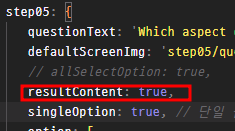 step05: {
questionText: 'Which aspect
defaultScreenImg: 'step05/qu
// allSelectOption: true,
resultContent: true,
singleOption: true, // 단일
option: [